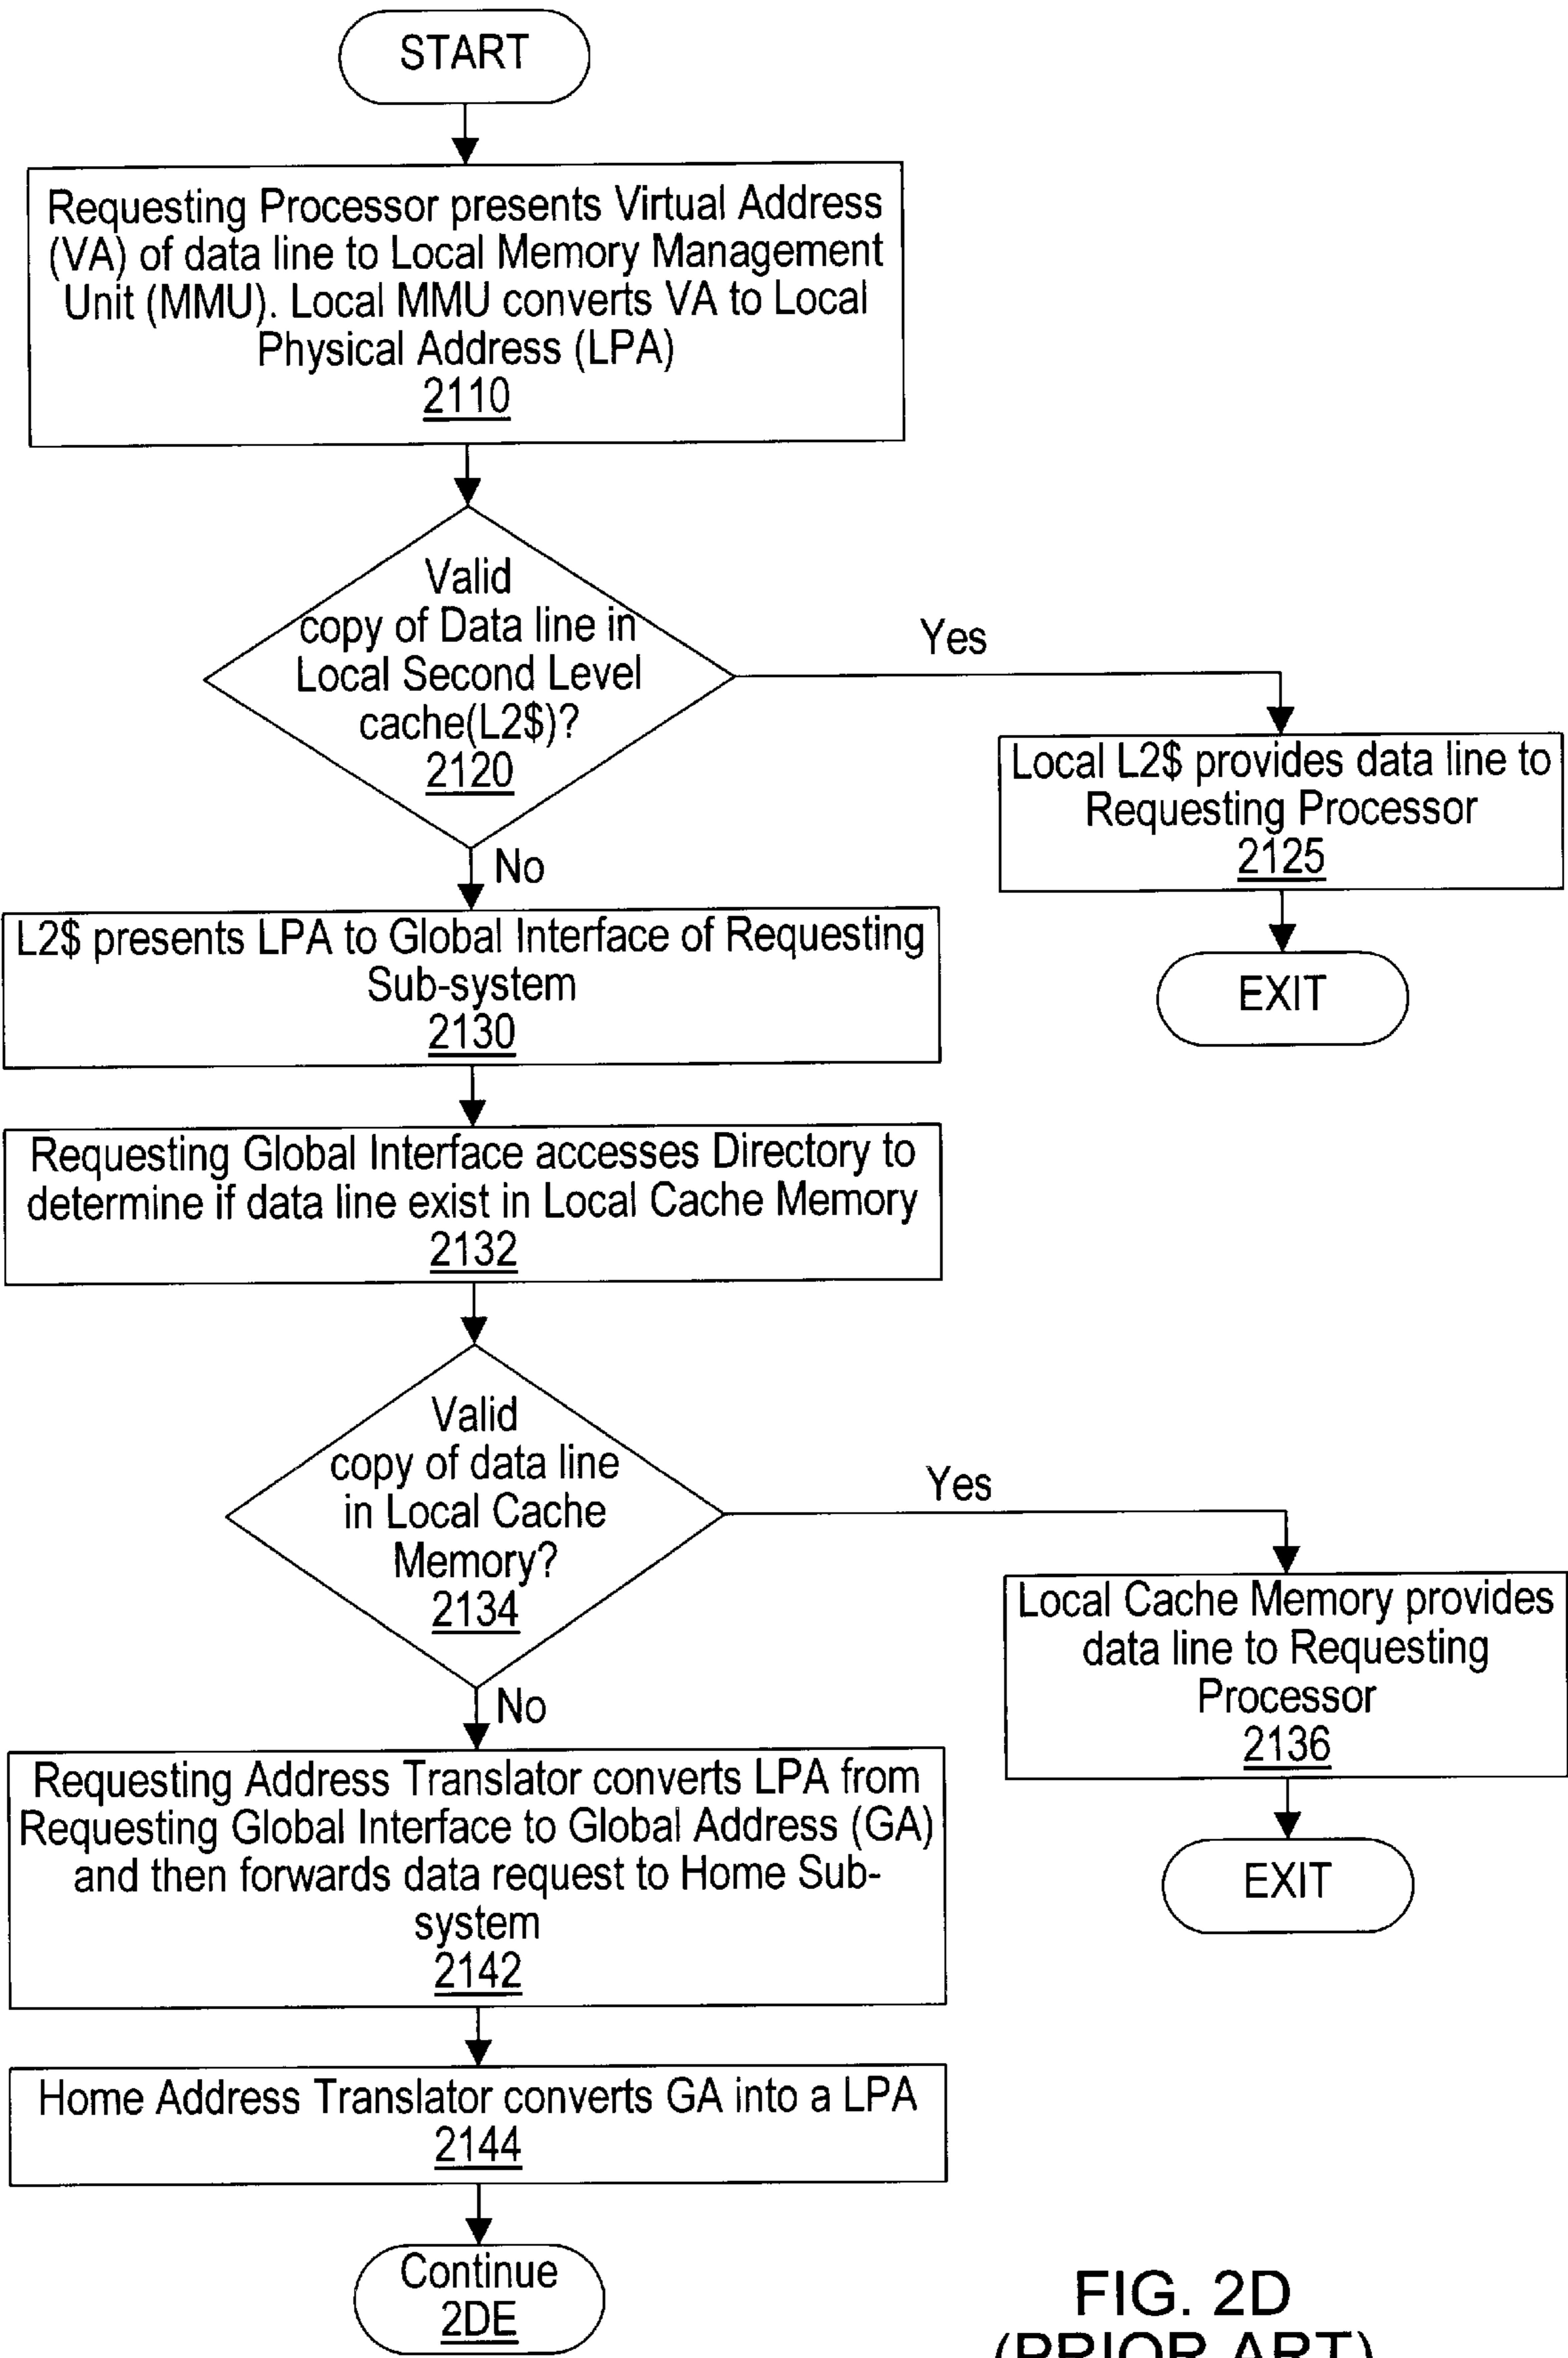 START
Requesting Processor presents Virtual Address
(VA) of data line to Local Memory Management
Unit (MMU). Local MMU converts VA to Local
Physical Address (LPA)
2110
Valid
copy of Data line in
Local Second Level
cache(L2$)?
2120
Yes
Local L2$ provides data line to
Requesting Processor
2125
EXIT
No
L2$ presents LPA to Global Interface of Requesting
Sub-system
2130
Requesting Global Interface accesses Directory to
determine if data line exist in Local Cache Memory
2132
Valid
copy of data line
in Local Cache
Memory?
2134
Yes
Local Cache Memory provides
data line to Requesting
Processor
2136
EXIT
No
Requesting Address Translator converts LPA from
Requesting Global Interface to Global Address (GA)
and then forwards data request to Home Sub-
system
2142
Home Address Translator converts GA into a LPA
2144
Continue
2DE
FIG. 2D
(PRIOR ART)